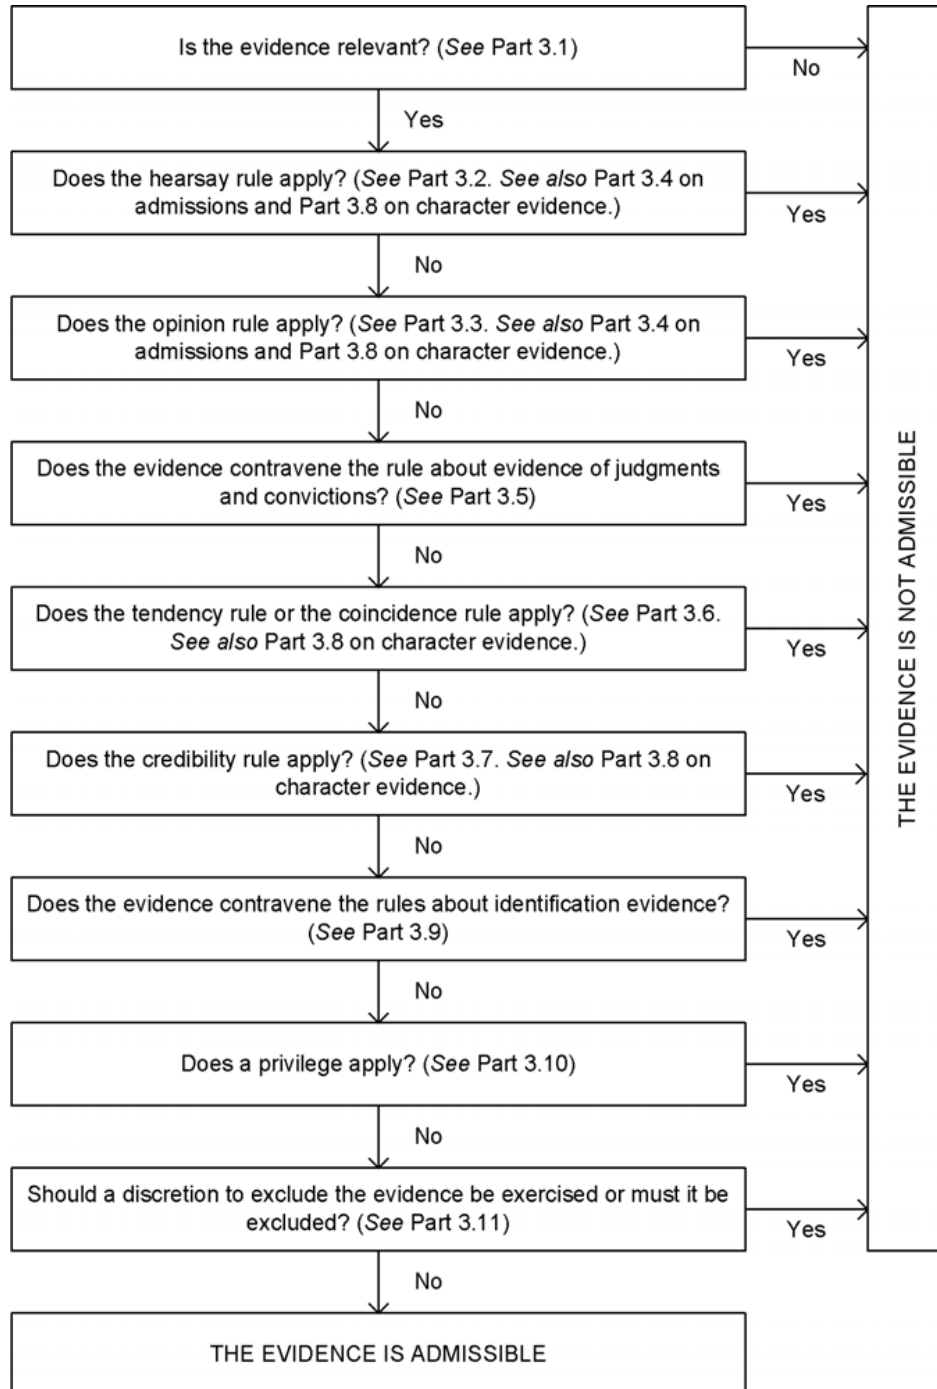 Is the evidence relevant? (See Part 3.1)
No
Yes
Does the hearsay rule apply? (See Part 3.2. See also Part 3.4 on
admissions and Part 3.8 on character evidence.)
Yes
No
Does the opinion rule apply? (See Part 3.3. See also Part 3.4 on
admissions and Part 3.8 on character evidence.)
Yes
No
Does the evidence contravene the rule about evidence of judgments
and convictions? (See Part 3.5)
Yes
No
Does the tendency rule or the coincidence rule apply? (See Part 3.6.
See also Part 3.8 on character evidence.)
Yes
No
Does the credibility rule apply? (See Part 3.7. See also Part 3.8 on
character evidence.)
Yes
No
Does the evidence contravene the rules about identification evidence?
(See Part 3.9)
Yes
No
Does a privilege apply? (See Part 3.10)
Yes
No
Should a discretion to exclude the evidence be exercised or must it be
excluded? (See Part 3.11)
Yes
No
THE EVIDENCE IS ADMISSIBLE
THE EVIDENCE IS NOT ADMISSIBLE